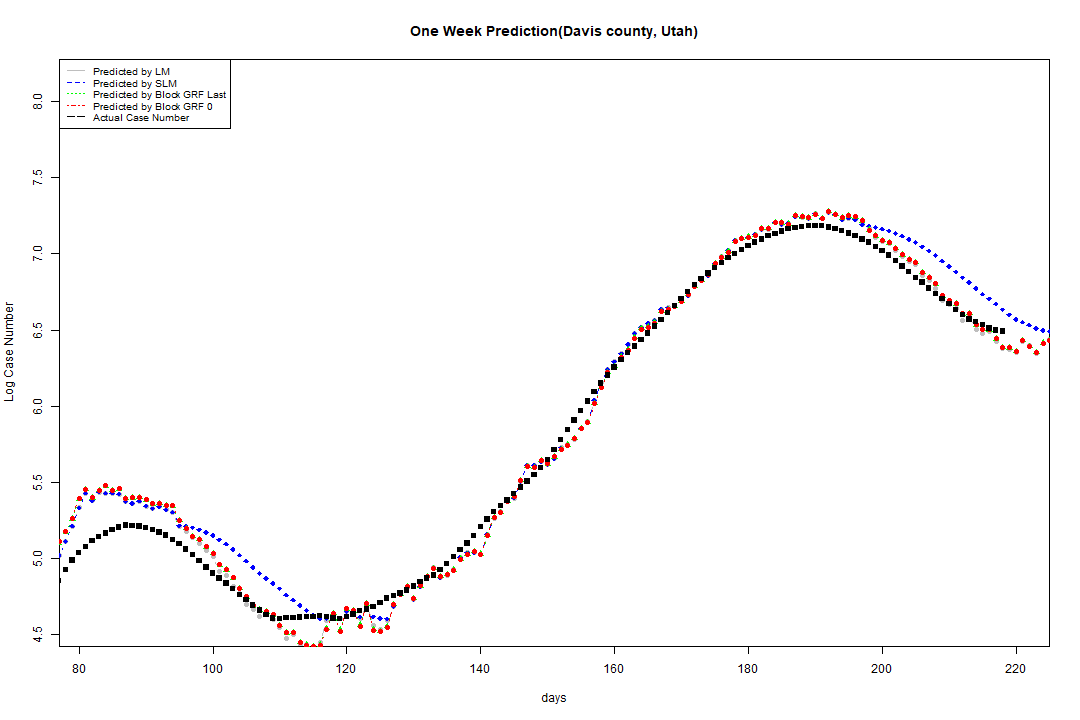 One Week Prediction(Davis county, Utah)
Predicted by LM
Predicted by SLM
Predicted by Block GRF Last
Predicted by Block GRF 0
Actual Case Number
8.0
7.5
7.0
6.5
6.0
5.5
5.0
4.5
Log Case Number
80 100 120 140 160 180 200 220
days